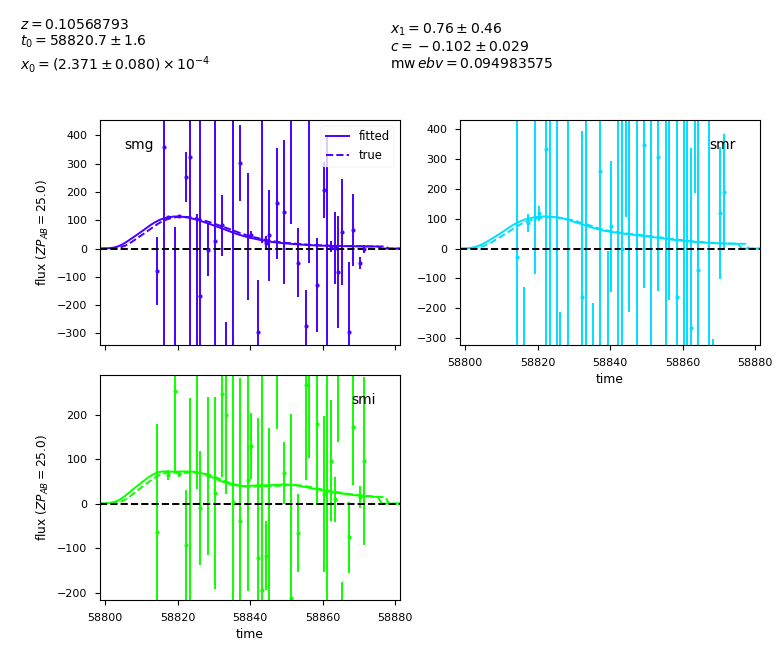 z = 0.10568793
t₀ = 58820.7 ± 1.6
x₀ = (2.371 ± 0.080) × 10⁻⁴
x₁ = 0.76 ± 0.46
c = −0.102 ± 0.029
mw ebv = 0.094983575
smg
fitted
true
400
300
200
100
0
−100
−200
−300
flux (ZP_AB = 25.0)
smr
400
300
200
100
0
−100
−200
−300
58800 58820 58840 58860 58880
time
smi
200
100
0
−100
−200
flux (ZP_AB = 25.0)
58800 58820 58840 58860 58880
time